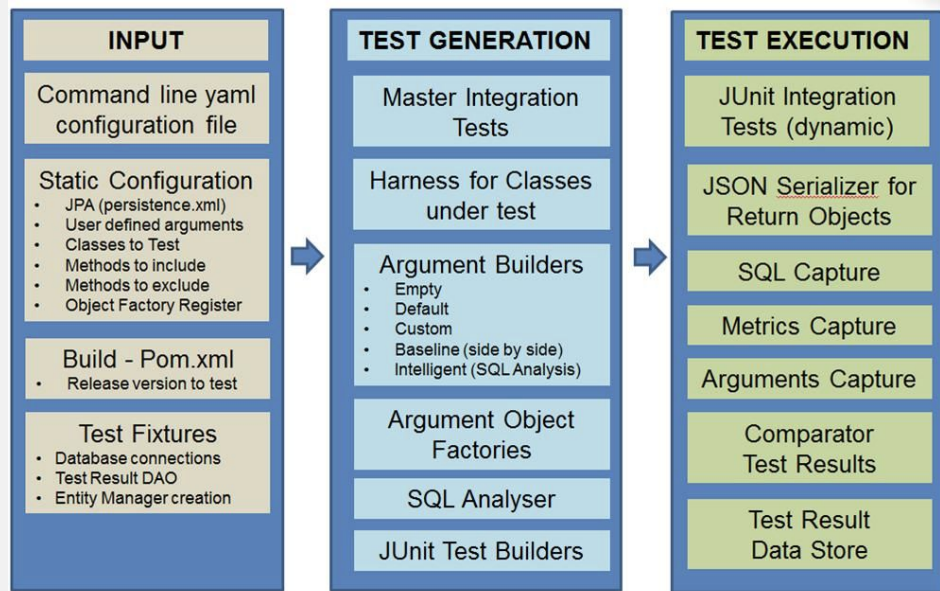 INPUT
Command line yaml
configuration file
Static Configuration
• JPA (persistence.xml)
• User defined arguments
• Classes to Test
• Methods to include
• Methods to exclude
• Object Factory Register
Build - Pom.xml
• Release version to test
Test Fixtures
• Database connections
• Test Result DAO
• Entity Manager creation
TEST GENERATION
Master Integration
Tests
Harness for Classes
under test
Argument Builders
• Empty
• Default
• Custom
• Baseline (side by side)
• Intelligent (SQL Analysis)
Argument Object
Factories
SQL Analyser
JUnit Test Builders
TEST EXECUTION
JUnit Integration
Tests (dynamic)
JSON Serializer for
Return Objects
SQL Capture
Metrics Capture
Arguments Capture
Comparator
Test Results
Test Result
Data Store